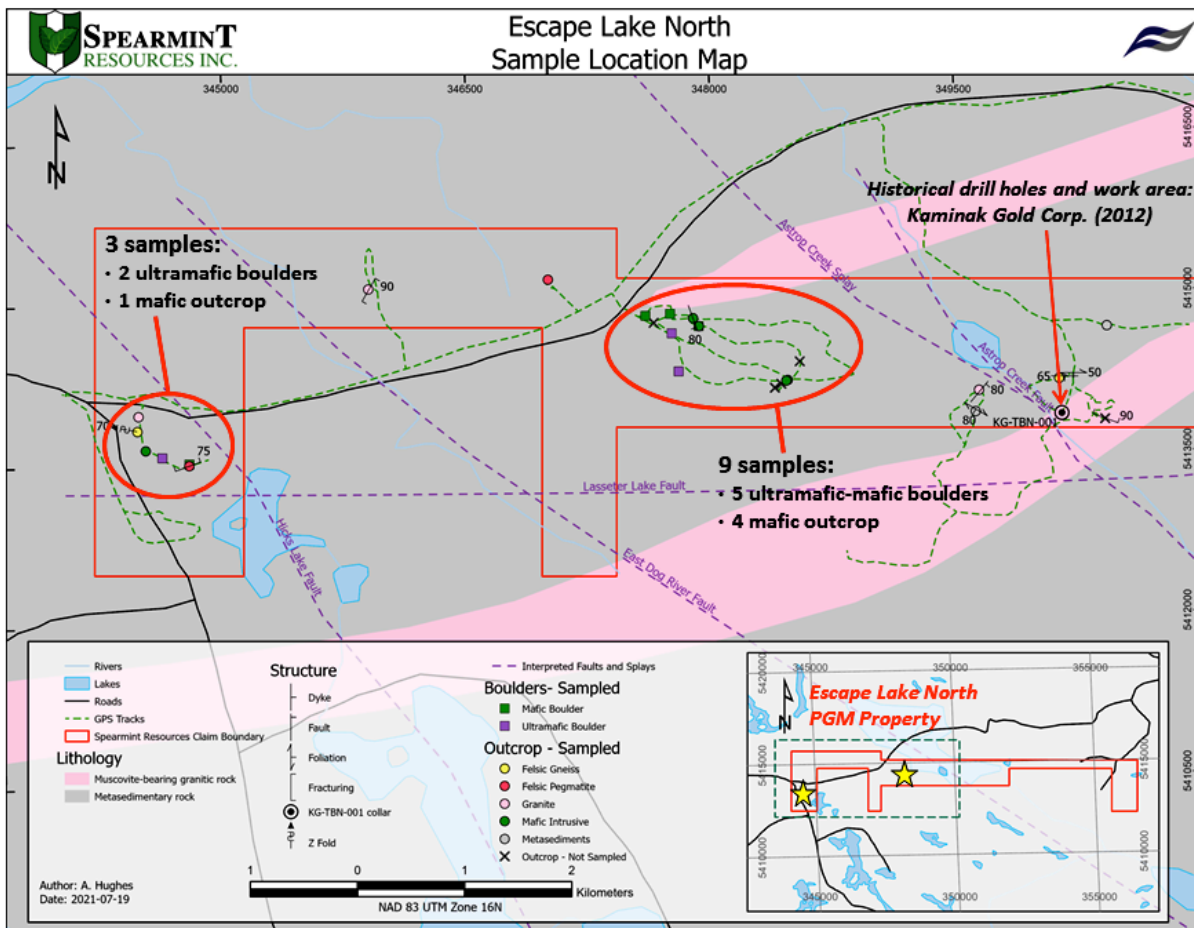 SPEARMINT
RESOURCES INC.
Escape Lake North
Sample Location Map
345000
346500
348000
349500
5416500
N
Historical drill holes and work area:
Kaminak Gold Corp. (2012)
3 samples:
· 2 ultramafic boulders
· 1 mafic outcrop
90
Astrop Creek Splay
5415000
80
Astrop Creek Fault
65
50
80
80
KG-TBN-001
90
70
75
5413500
9 samples:
· 5 ultramafic-mafic boulders
· 4 mafic outcrop
Lasseter Lake Fault
Hicks Lake Fault
East Dog River Fault
5412000
Rivers
Lakes
Roads
GPS Tracks
Spearmint Resources Claim Boundary
Lithology
Muscovite-bearing granitic rock
Metasedimentary rock
Structure
Dyke
Fault
Foliation
Fracturing
KG-TBN-001 collar
Z Fold
Interpreted Faults and Splays
Boulders- Sampled
Mafic Boulder
Ultramafic Boulder
Outcrop - Sampled
Felsic Gneiss
Felsic Pegmatite
Granite
Mafic Intrusive
Metasediments
Outcrop - Not Sampled
345000
350000
355000
5420000
N
Escape Lake North
PGM Property
5415000
5415000
5410000
5410000
345000
350000
355000
5410500
Author: A. Hughes
Date: 2021-07-19
1
0
1
2
Kilometers
NAD 83 UTM Zone 16N